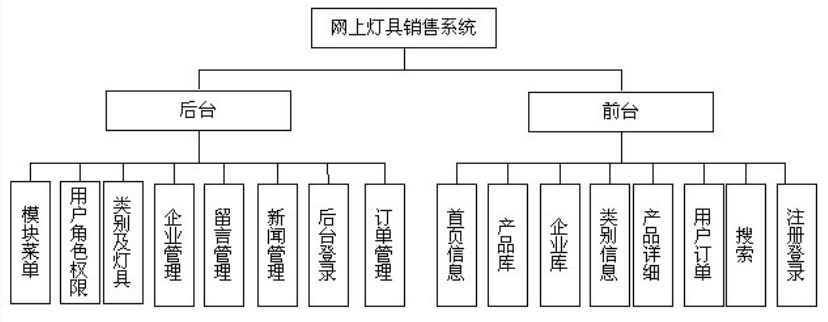 网上灯具销售系统
后台
前台
模块菜单
用户角色权限
类别及灯具
企业管理
留言管理
新闻管理
后台登录
订单管理
首页信息
产品库
企业库
类别信息
产品详细
用户订单
搜索
注册登录